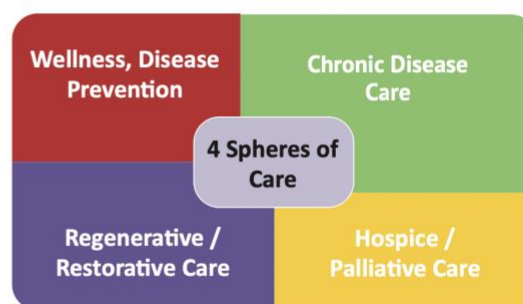 Wellness, Disease
Prevention
Chronic Disease
Care
4 Spheres of
Care
Regenerative /
Restorative Care
Hospice /
Palliative Care